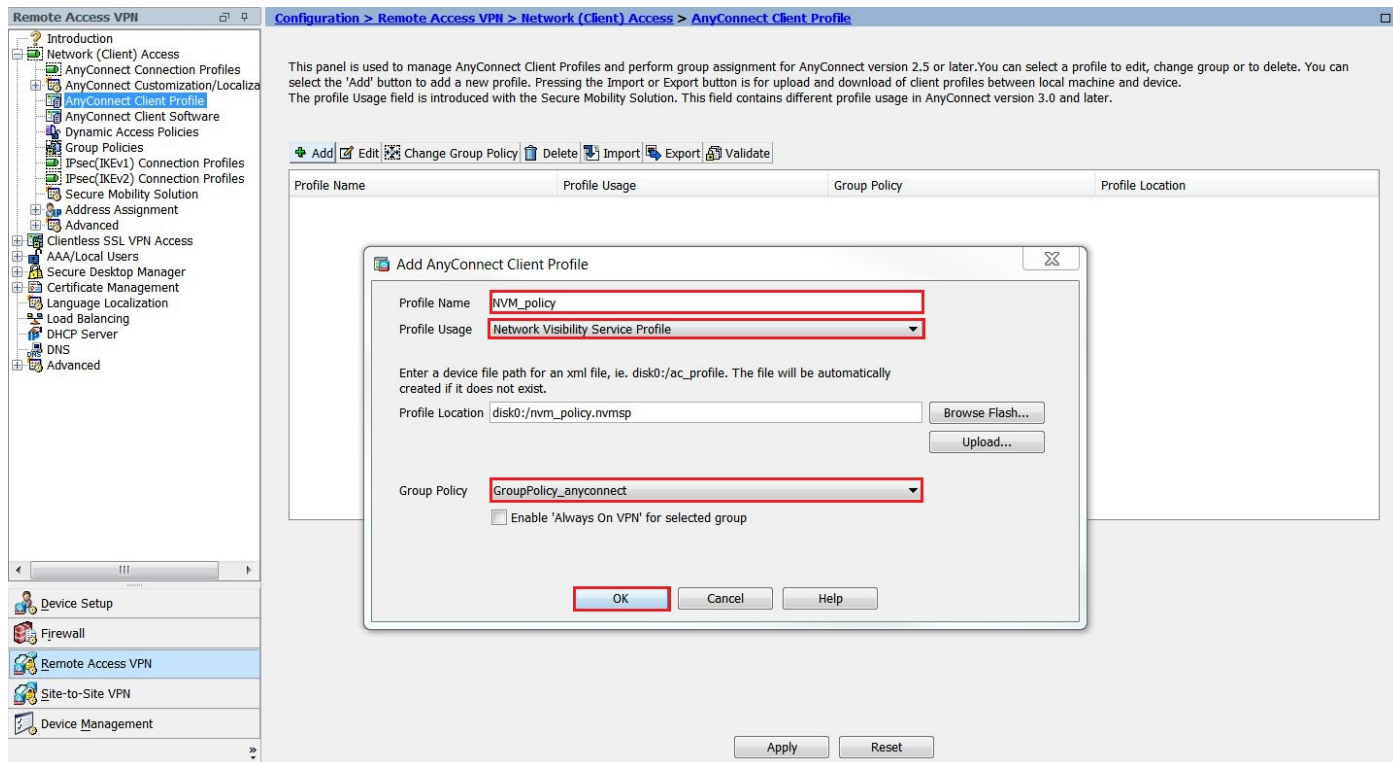 Remote Access VPN
Introduction
Network (Client) Access
AnyConnect Connection Profiles
AnyConnect Customization/Localiza
AnyConnect Client Profile
AnyConnect Client Software
Dynamic Access Policies
Group Policies
IPsec(IKEv1) Connection Profiles
IPsec(IKEv2) Connection Profiles
Secure Mobility Solution
Address Assignment
Advanced
Clientless SSL VPN Access
AAA/Local Users
Secure Desktop Manager
Certificate Management
Language Localization
Load Balancing
DHCP Server
DNS
Advanced
Device Setup
Firewall
Remote Access VPN
Site-to-Site VPN
Device Management
Configuration > Remote Access VPN > Network (Client) Access > AnyConnect Client Profile
This panel is used to manage AnyConnect Client Profiles and perform group assignment for AnyConnect version 2.5 or later.You can select a profile to edit, change group or to delete. You can
select the 'Add' button to add a new profile. Pressing the Import or Export button is for upload and download of client profiles between local machine and device.
The profile Usage field is introduced with the Secure Mobility Solution. This field contains different profile usage in AnyConnect version 3.0 and later.
Add Edit Change Group Policy Delete Import Export Validate
Profile Name Profile Usage Group Policy Profile Location
Add AnyConnect Client Profile
Profile Name NVM_policy
Profile Usage Network Visibility Service Profile
Enter a device file path for an xml file, ie. disk0:/ac_profile. The file will be automatically
created if it does not exist.
Profile Location disk0:/nvm_policy.nvmsp Browse Flash...
Upload...
Group Policy GroupPolicy_anyconnect
Enable 'Always On VPN' for selected group
OK Cancel Help
Apply Reset